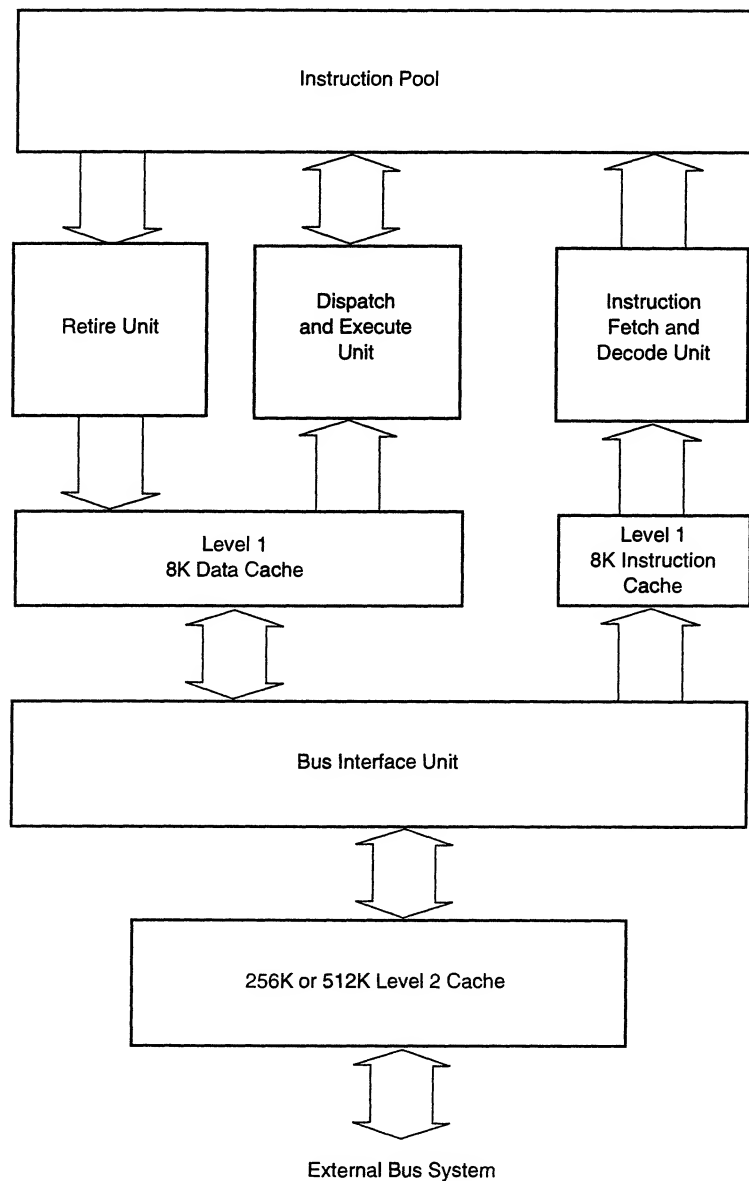 Instruction Pool
Retire Unit
Dispatch
and Execute
Unit
Instruction
Fetch and
Decode Unit
Level 1
8K Data Cache
Level 1
8K Instruction
Cache
Bus Interface Unit
256K or 512K Level 2 Cache
External Bus System